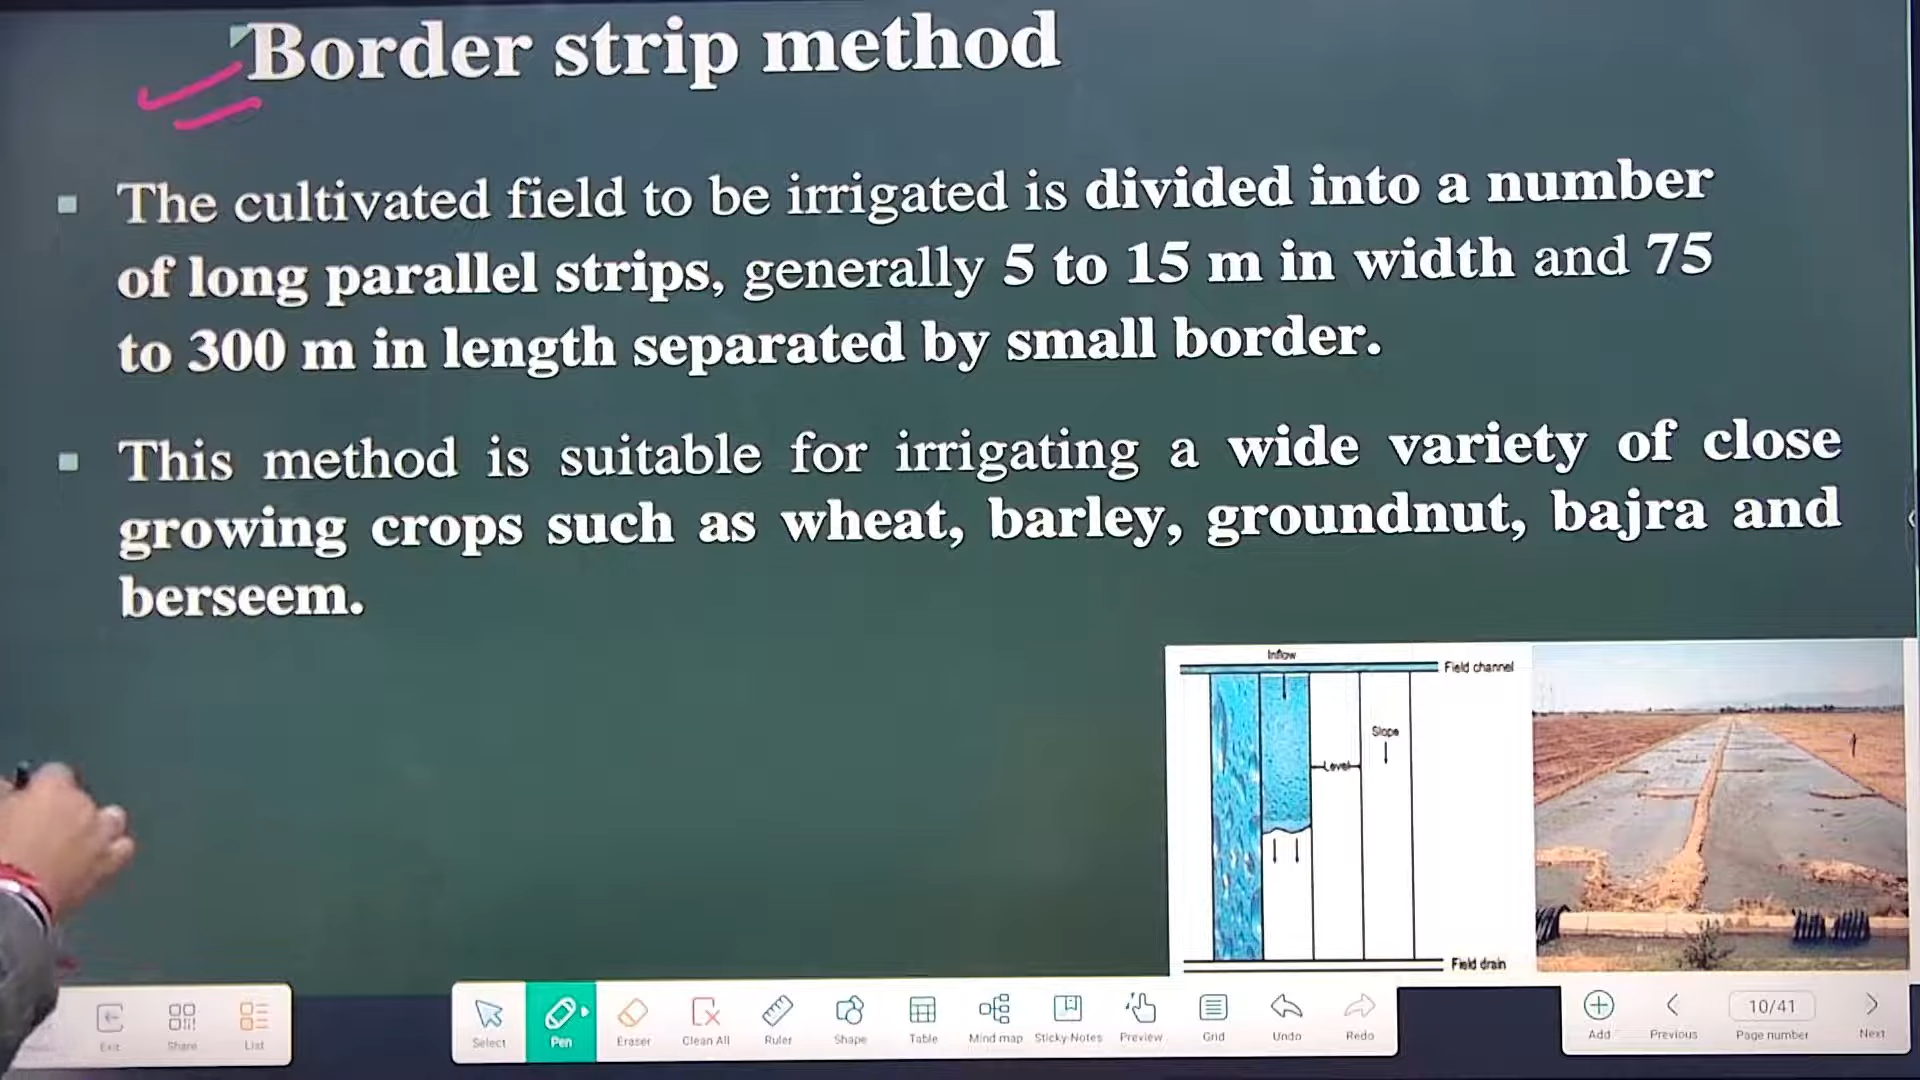 Border strip method
The cultivated field to be irrigated is divided into a number
of long parallel strips, generally 5 to 15 m in width and 75
to 300 m in length separated by small border.
This method is suitable for irrigating a wide variety of close
growing crops such as wheat, barley, groundnut, bajra and
berseem.
Inflow
Field channel
Slope
Level
Field drain
Exit
Share
List
Select
Pen
Eraser
Clean All
Ruler
Shape
Table
Mind map
Sticky Notes
Preview
Grid
Undo
Redo
Add
Previous
10/41
Page number
Next